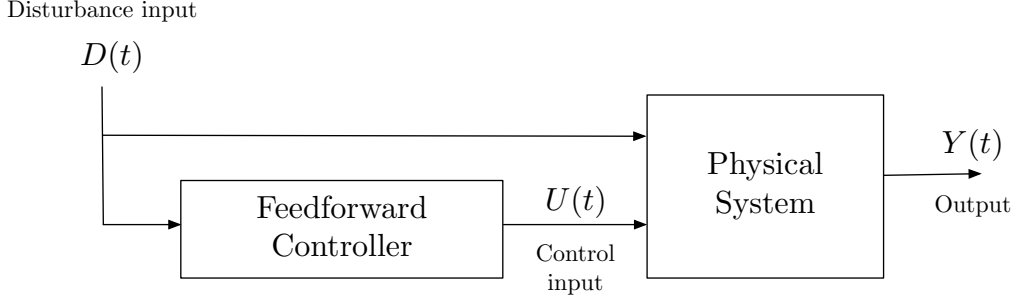 Disturbance input
D(t)
Feedforward
Controller
U(t)
Control
input
Physical
System
Y(t)
Output